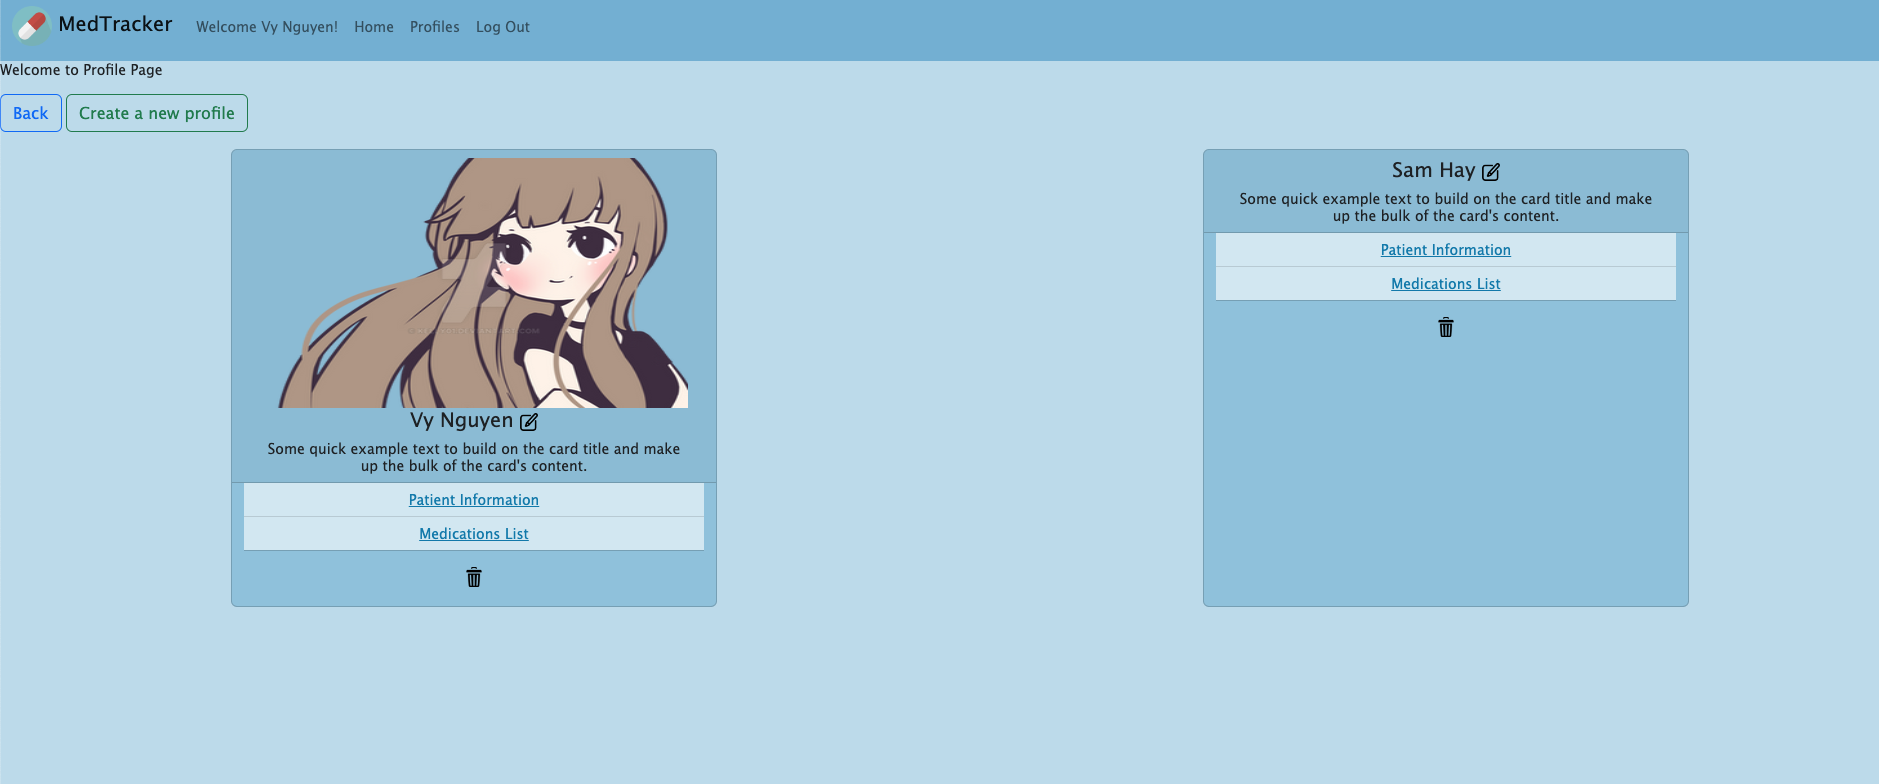 MedTracker
Welcome Vy Nguyen!
Home
Profiles
Log Out
Welcome to Profile Page
Back
Create a new profile
Vy Nguyen
Some quick example text to build on the card title and make
up the bulk of the card's content.
Patient Information
Medications List
Sam Hay
Some quick example text to build on the card title and make
up the bulk of the card's content.
Patient Information
Medications List